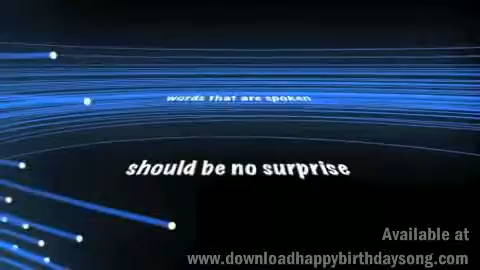 words that are spoken
should be no surprise
Available at
www.downloadhappybirthdaysong.com